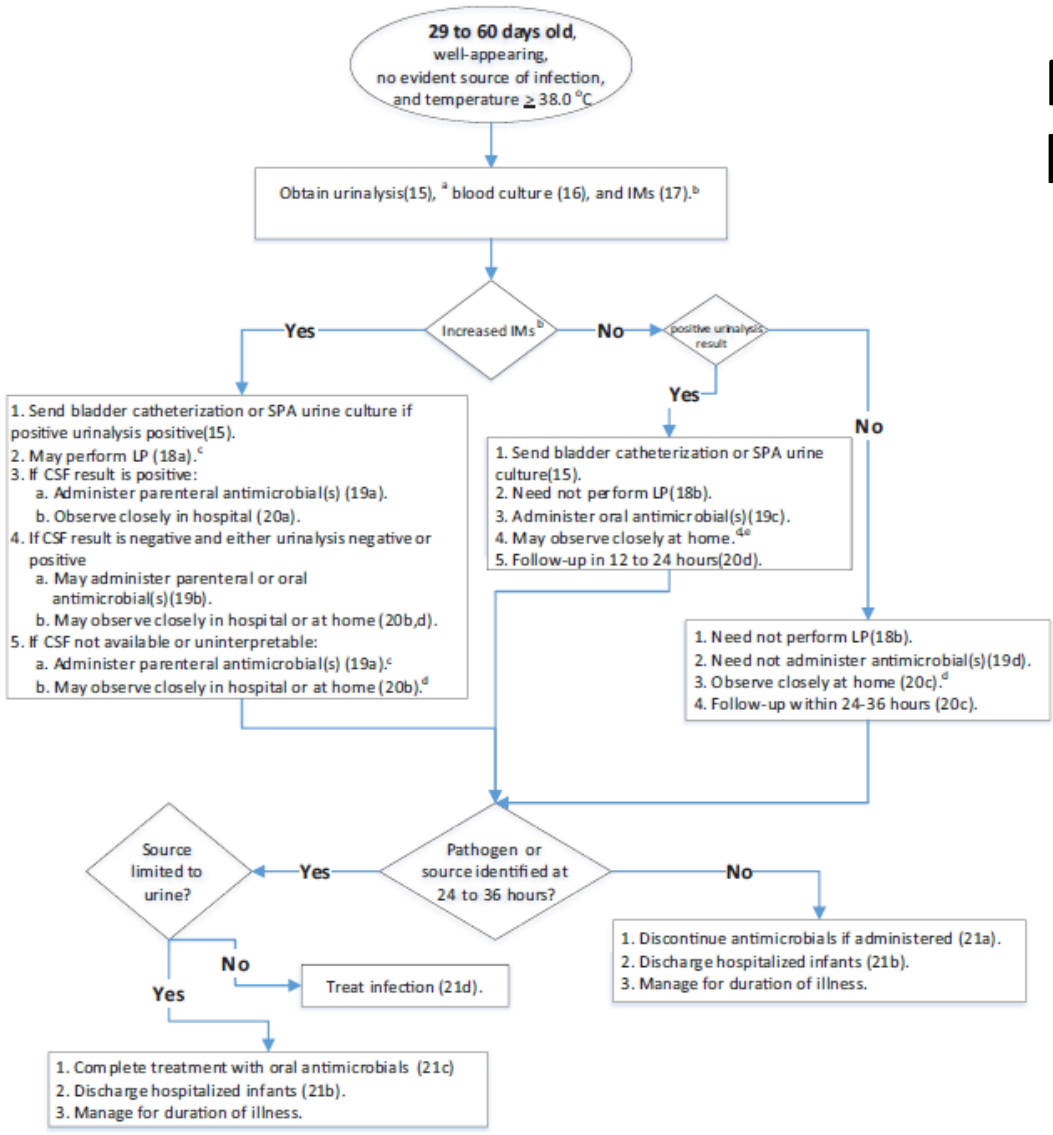 29 to 60 days old,
well-appearing,
no evident source of infection,
and temperature ≥ 38.0 °C
Obtain urinalysis(15), ᵃ blood culture (16), and IMs (17).ᵇ
Increased IMsᵇ
Yes
No
positive urinalysis
result
Yes
No
1. Send bladder catheterization or SPA urine culture if
positive urinalysis positive(15).
2. May perform LP (18a).ᶜ
3. If CSF result is positive:
a. Administer parenteral antimicrobial(s) (19a).
b. Observe closely in hospital (20a).
4. If CSF result is negative and either urinalysis negative or
positive
a. May administer parenteral or oral
antimicrobial(s)(19b).
b. May observe closely in hospital or at home (20b,d).
5. If CSF not available or uninterpretable:
a. Administer parenteral antimicrobial(s) (19a).ᶜ
b. May observe closely in hospital or at home (20b).ᵈ
1. Send bladder catheterization or SPA urine
culture(15).
2. Need not perform LP(18b).
3. Administer oral antimicrobial(s)(19c).
4. May observe closely at home.ᵈ,ᵉ
5. Follow-up in 12 to 24 hours(20d).
1. Need not perform LP(18b).
2. Need not administer antimicrobial(s)(19d).
3. Observe closely at home (20c).ᵈ
4. Follow-up within 24-36 hours (20c).
Pathogen or
source identified at
24 to 36 hours?
Yes
No
Source
limited to
urine?
No
Yes
Treat infection (21d).
1. Discontinue antimicrobials if administered (21a).
2. Discharge hospitalized infants (21b).
3. Manage for duration of illness.
1. Complete treatment with oral antimicrobials (21c)
2. Discharge hospitalized infants (21b).
3. Manage for duration of illness.